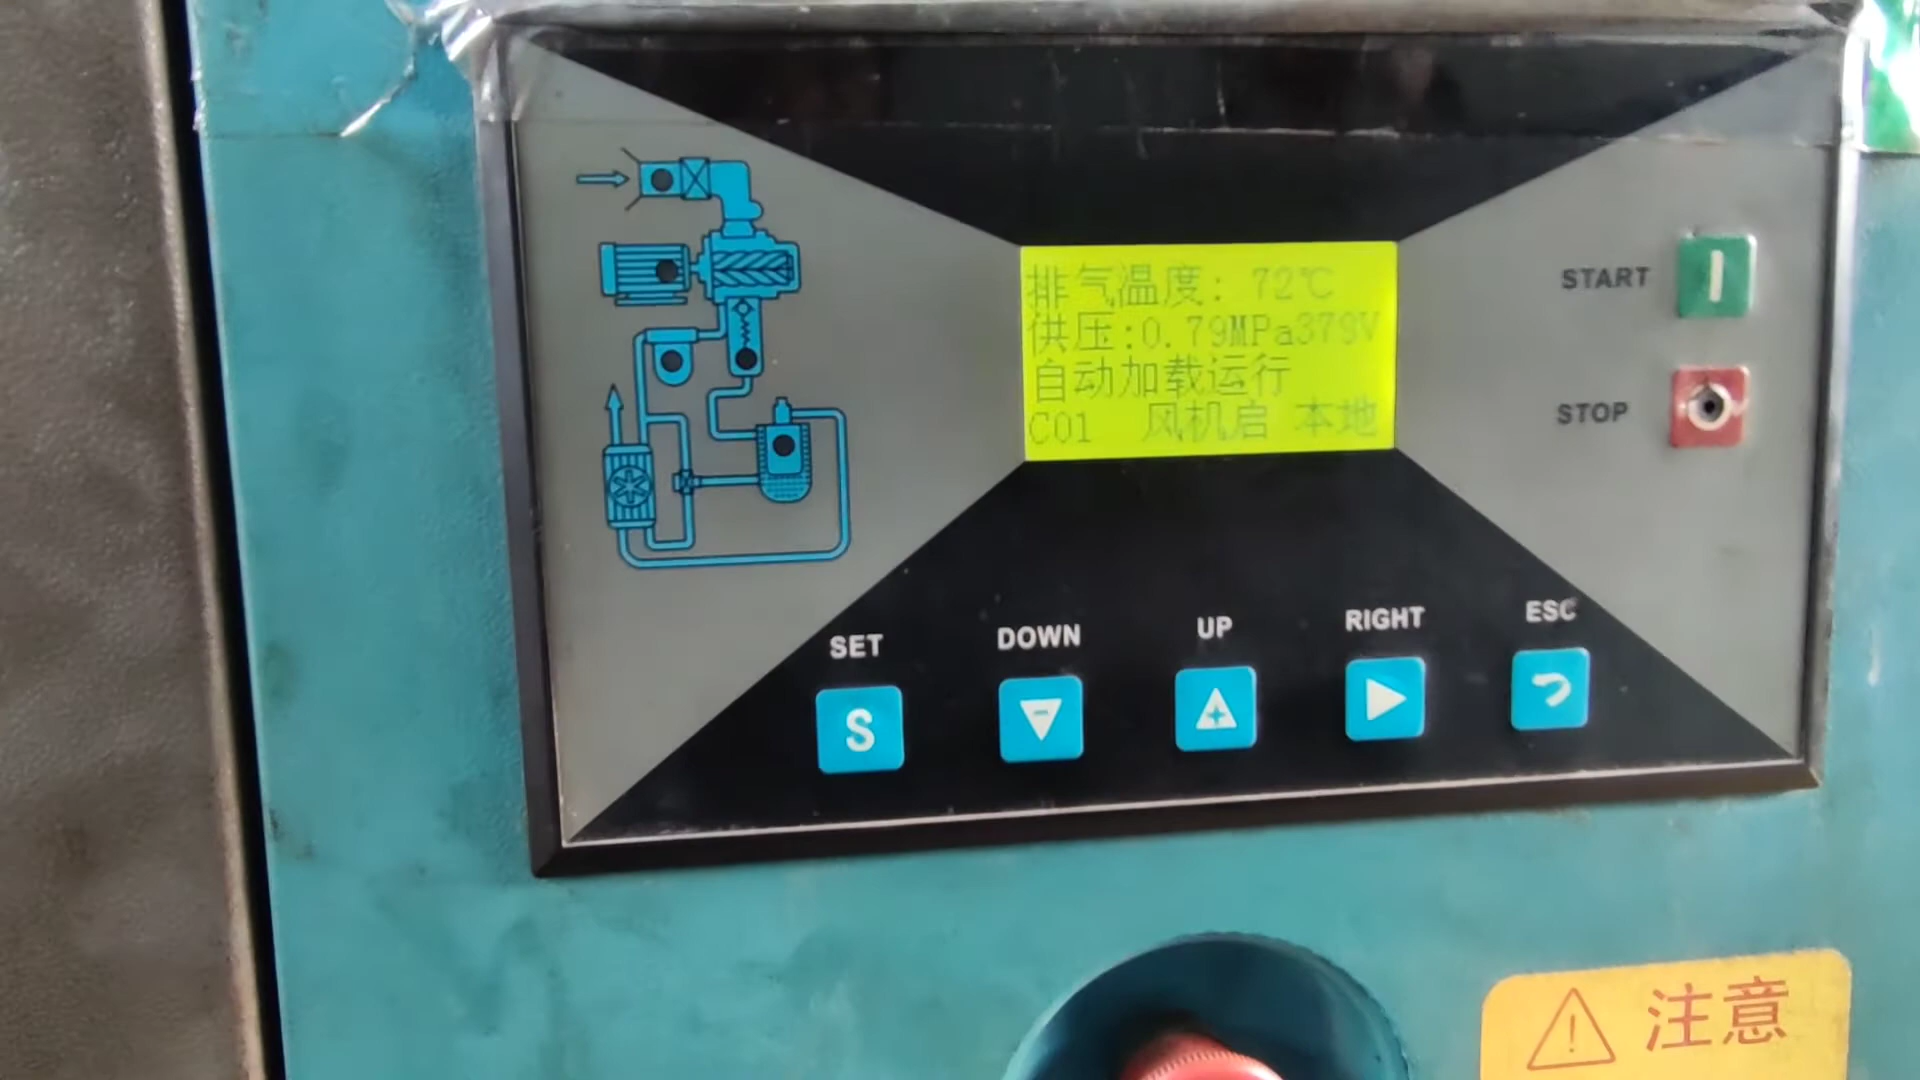 排气温度: 72℃
供压:0.79MPa379V
自动加载运行
C01 风机启 本地
START
STOP
SET
DOWN
UP
RIGHT
ESC
S
注意